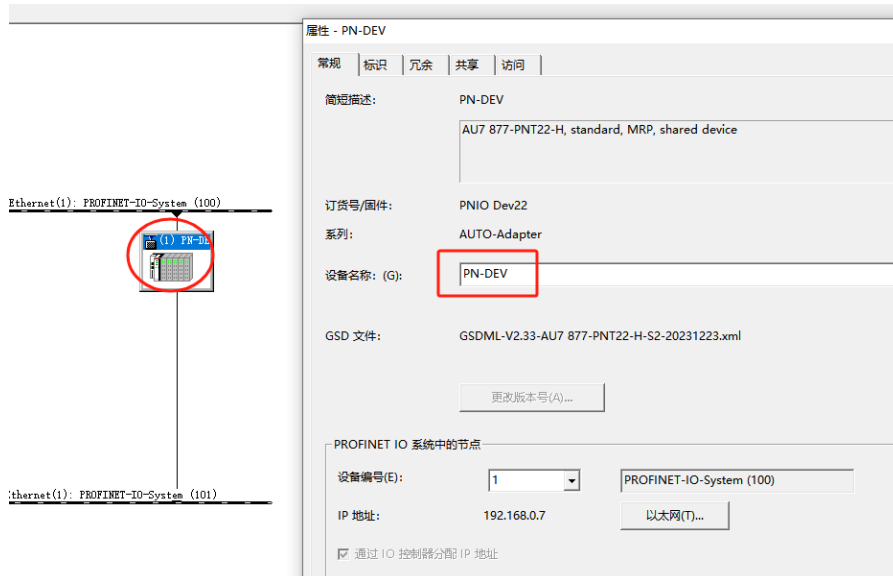 属性 - PN-DEV
常规 标识 冗余 共享 访问
简短描述: PN-DEV
AU7 877-PNT22-H, standard, MRP, shared device
Ethernet(1): PROFINET-IO-System (100)
(1) PN-DE
订货号/固件: PNIO Dev22
系列: AUTO-Adapter
设备名称: (G): PN-DEV
GSD 文件: GSDML-V2.33-AU7 877-PNT22-H-S2-20231223.xml
更改版本号(A)...
PROFINET IO 系统中的节点
设备编号(E): 1 PROFINET-IO-System (100)
thernet(1): PROFINET-IO-System (101)
IP 地址: 192.168.0.7 以太网(T)...
通过 IO 控制器分配 IP 地址